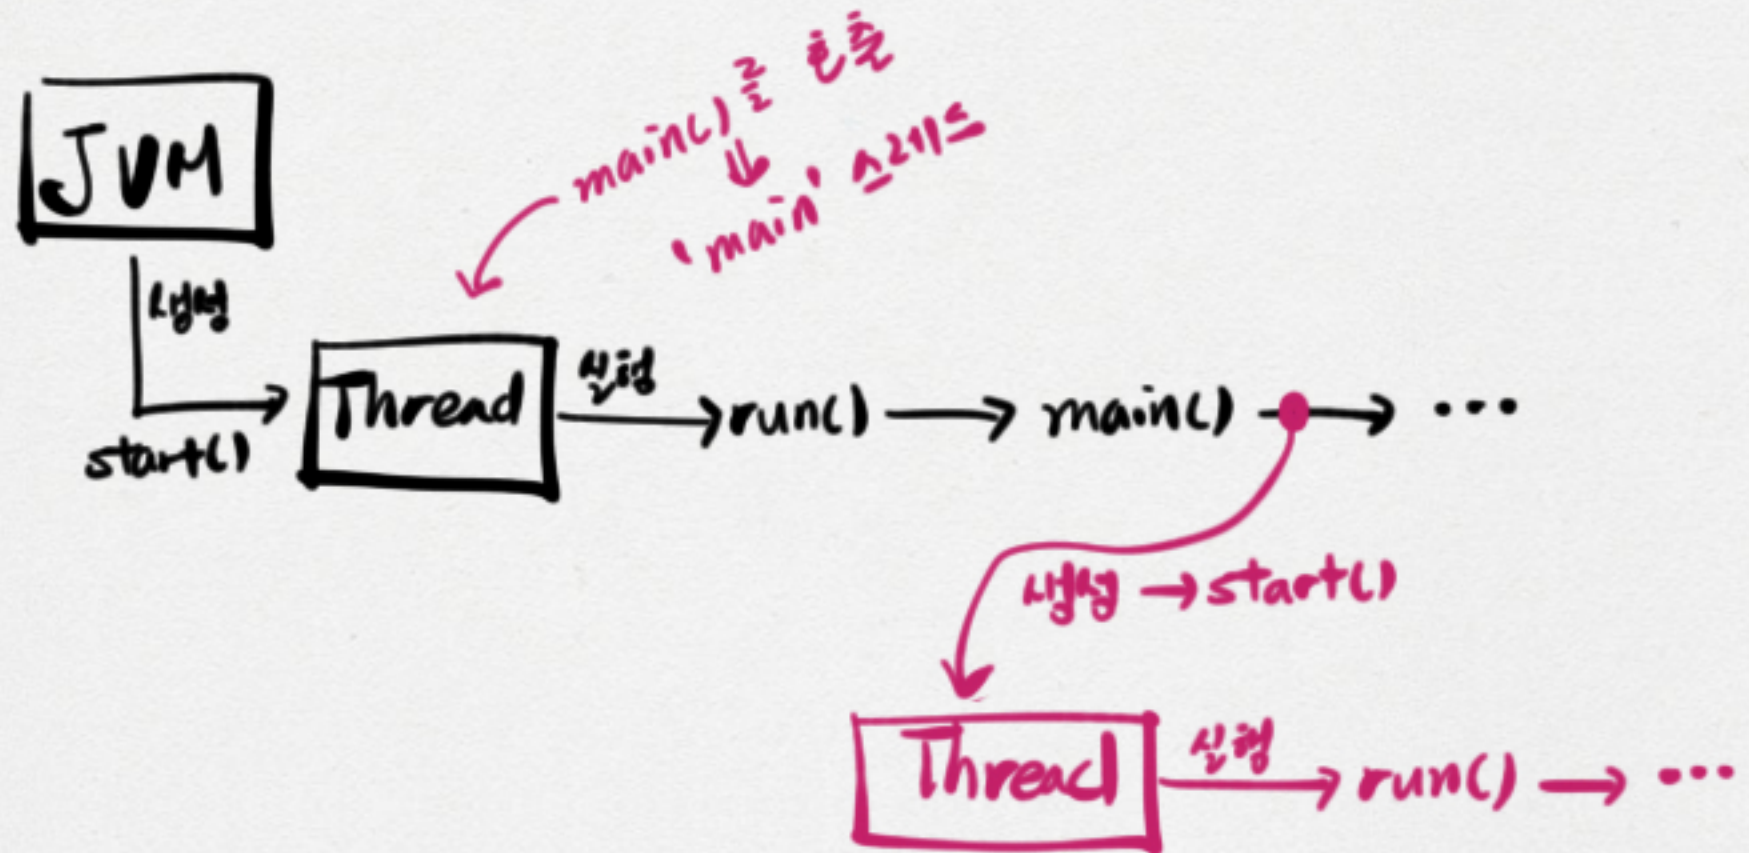 main()를 호출
⇓
'main' 스레드
JVM
생성
start()
Thread
실행
run() → main() → ...
생성 → start()
Thread
실행
run() → ...